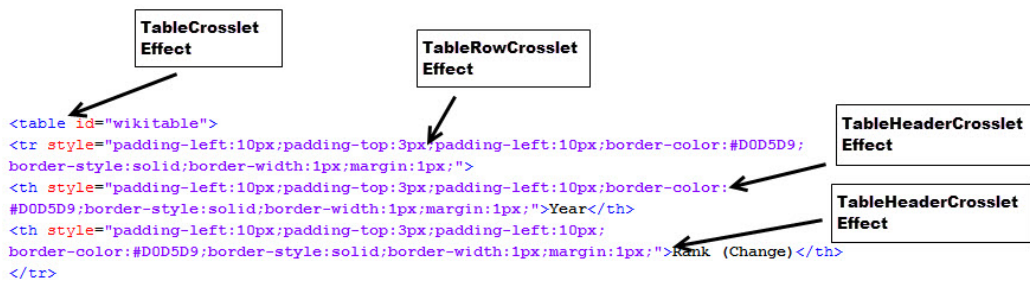 TableCrosslet
Effect
TableRowCrosslet
Effect
<table id="wikitable">
<tr style="padding-left:10px;padding-top:3px;padding-left:10px;border-color:#D0D5D9;
border-style:solid;border-width:1px;margin:1px;">
TableHeaderCrosslet
Effect
<th style="padding-left:10px;padding-top:3px;padding-left:10px;border-color:
#D0D5D9;border-style:solid;border-width:1px;margin:1px;">Year</th>
TableHeaderCrosslet
Effect
<th style="padding-left:10px;padding-top:3px;padding-left:10px;
border-color:#D0D5D9;border-style:solid;border-width:1px;margin:1px;">Rank (Change)</th>
</tr>